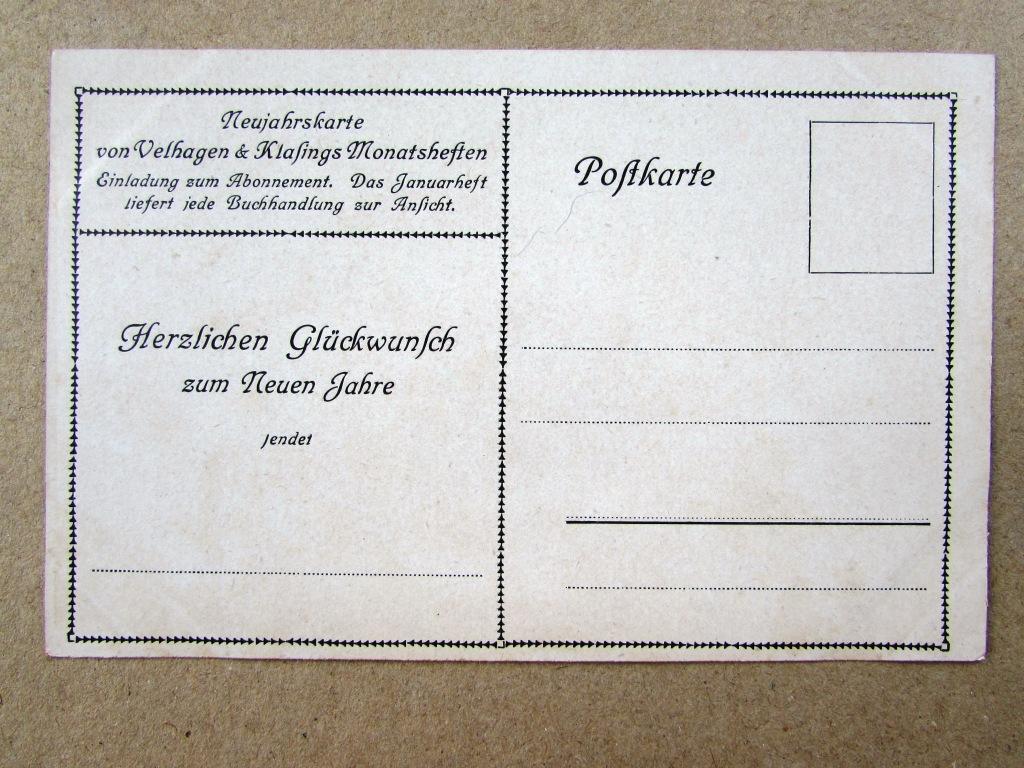 Neujahrskarte
von Velhagen & Klaſings Monatsheften
Einladung zum Abonnement. Das Januarheft
liefert jede Buchhandlung zur Anſicht.
Herzlichen Glückwunſch
zum Neuen Jahre
ſendet
Poſtkarte